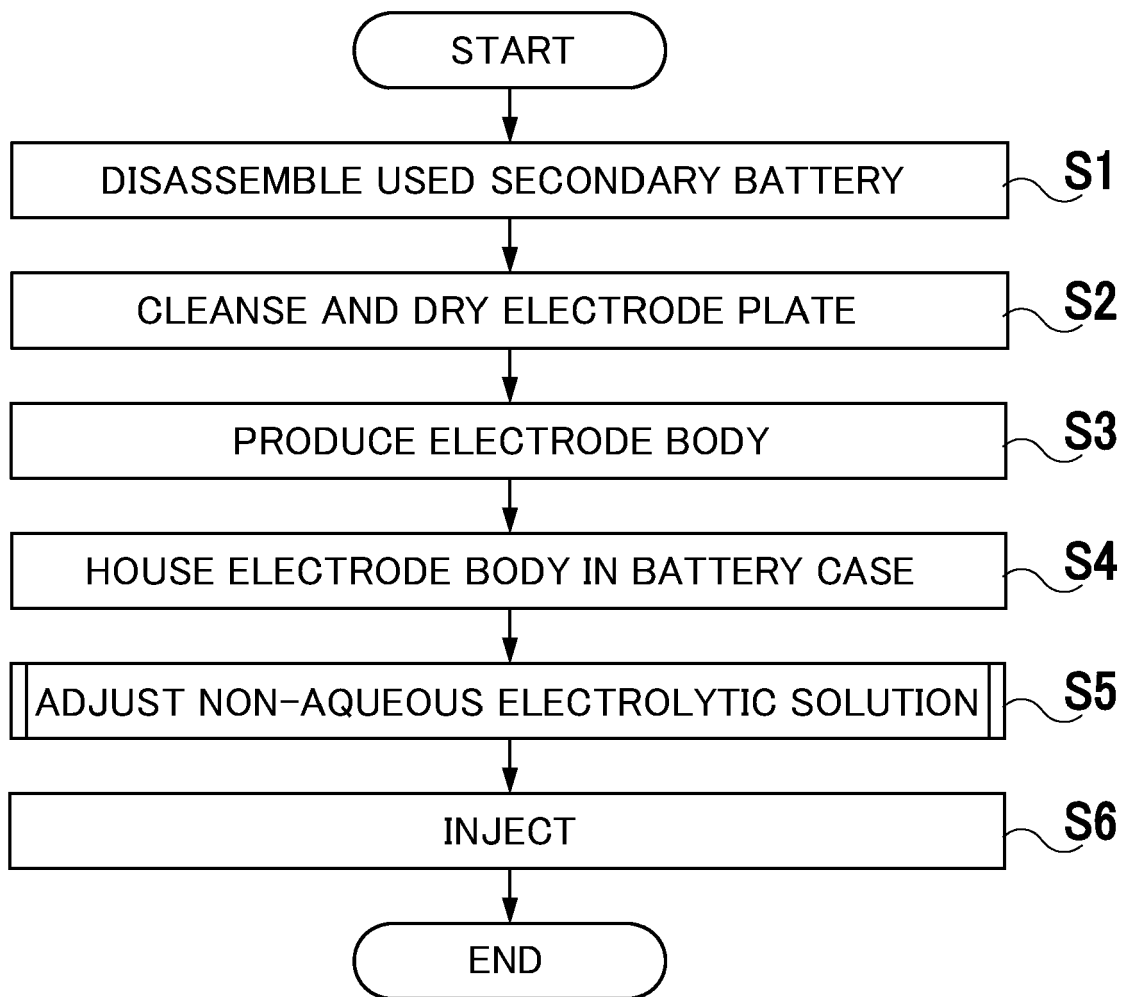 START
DISASSEMBLE USED SECONDARY BATTERY S1
CLEANSE AND DRY ELECTRODE PLATE S2
PRODUCE ELECTRODE BODY S3
HOUSE ELECTRODE BODY IN BATTERY CASE S4
ADJUST NON-AQUEOUS ELECTROLYTIC SOLUTION S5
INJECT S6
END